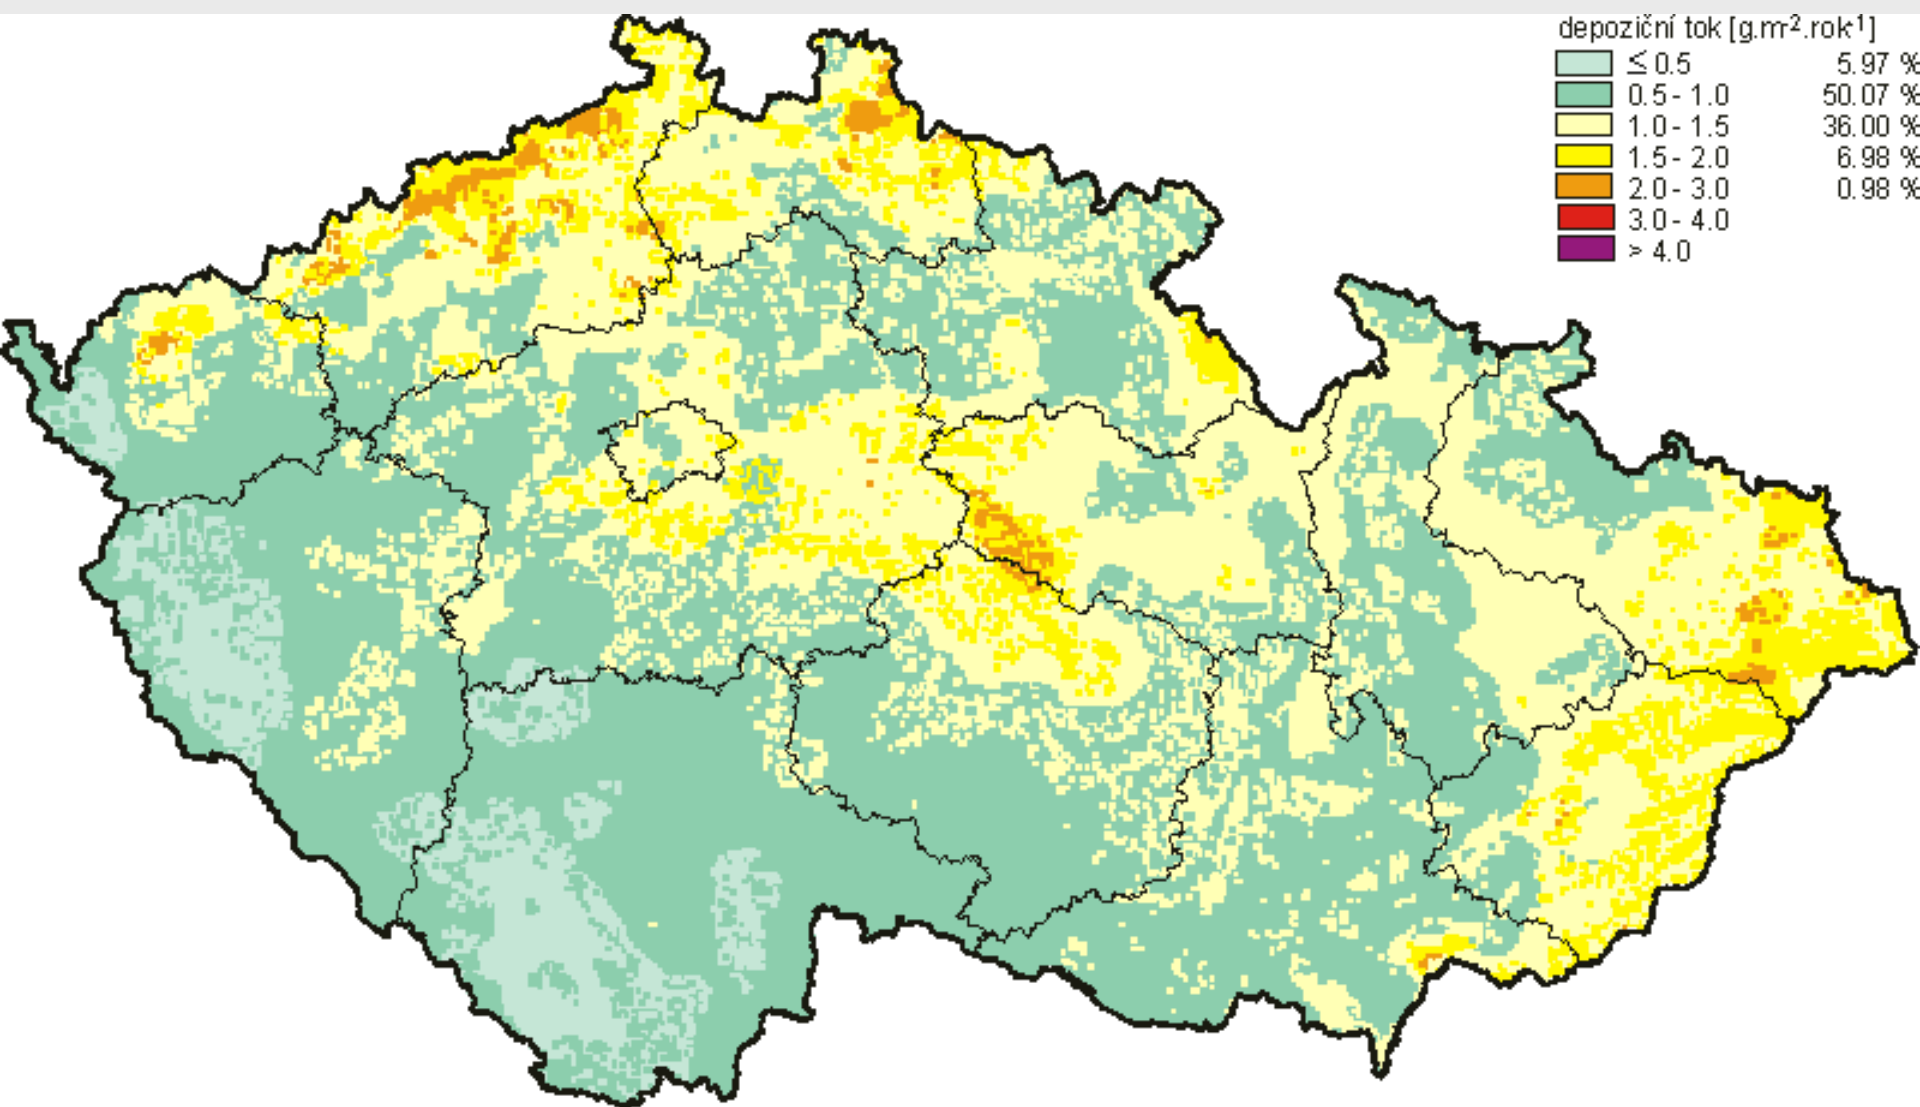 depoziční tok [g.m-2.rok-1]
≤ 0.5 5.97 %
0.5 - 1.0 50.07 %
1.0 - 1.5 36.00 %
1.5 - 2.0 6.98 %
2.0 - 3.0 0.98 %
3.0 - 4.0
> 4.0